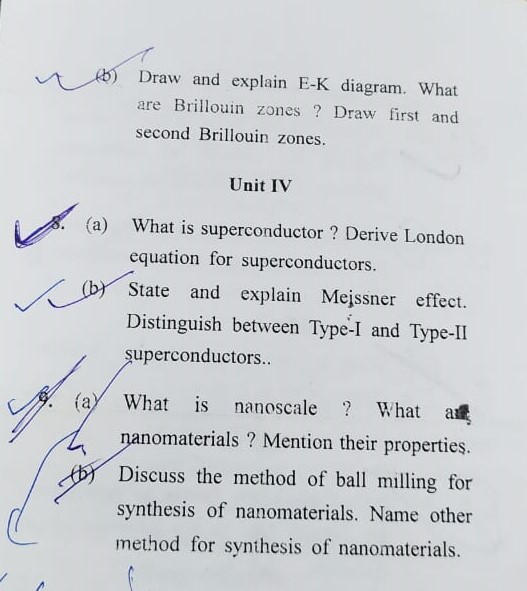 (b) Draw and explain E-K diagram. What
are Brillouin zones ? Draw first and
second Brillouin zones.
Unit IV
8. (a) What is superconductor ? Derive London
equation for superconductors.
(b) State and explain Mejssner effect.
Distinguish between Type-I and Type-II
superconductors..
9. (a) What is nanoscale ? What
nanomaterials ? Mention their properties.
(b) Discuss the method of ball milling for
synthesis of nanomaterials. Name other
method for synthesis of nanomaterials.